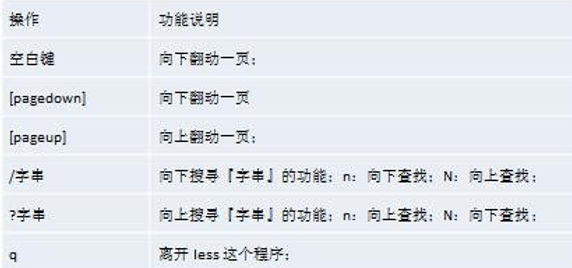 操作 功能说明
空白键 向下翻动一页；
[pagedown] 向下翻动一页
[pageup] 向上翻动一页；
/字串 向下搜寻『字串』的功能；n：向下查找；N：向上查找；
?字串 向上搜寻『字串』的功能；n：向上查找；N：向下查找；
q 离开 less 这个程序；